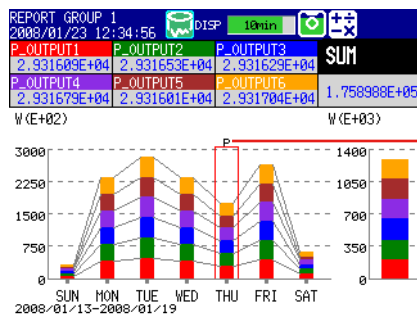 REPORT GROUP 1
2008/01/23 12:34:56 DISP 10min
P_OUTPUT1 P_OUTPUT2 P_OUTPUT3 SUM
2.931609E+04 2.931653E+04 2.931629E+04
P_OUTPUT4 P_OUTPUT5 P_OUTPUT6
2.931679E+04 2.931601E+04 2.931704E+04 1.758988E+05
W(E+02) W(E+03)
P
3000 1400
2250 1050
1500 700
750 350
0 0
SUN MON TUE WED THU FRI SAT
2008/01/13-2008/01/19